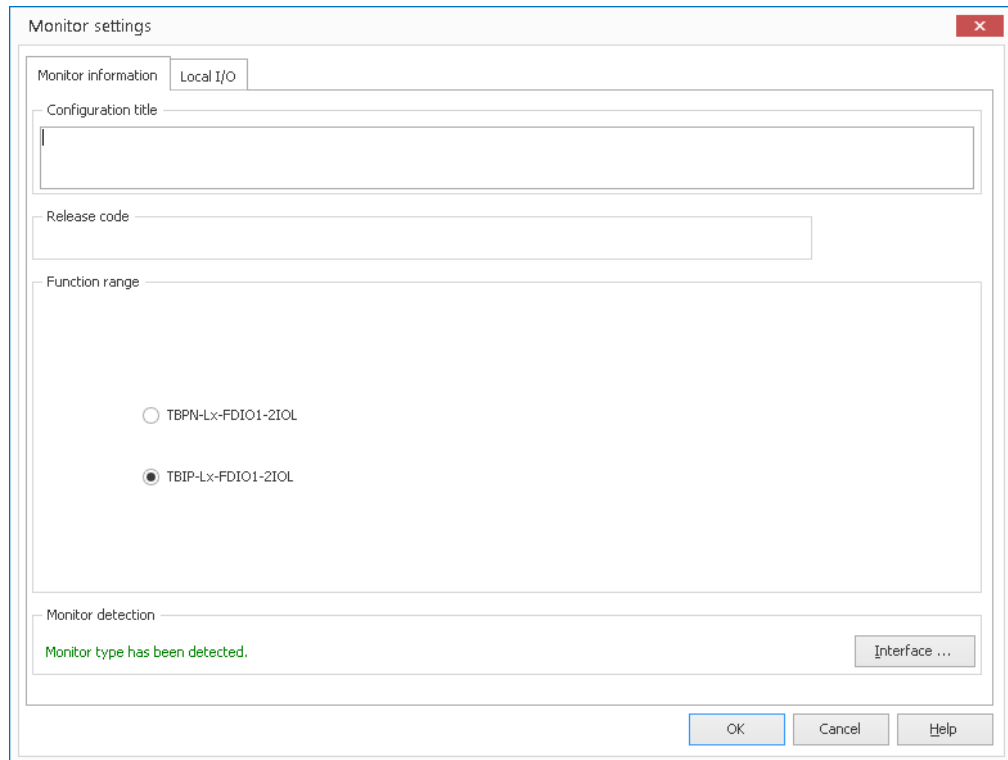 Monitor settings
Monitor information
Local I/O
Configuration title
Release code
Function range
TBPN-Lx-FDIO1-2IOL
TBIP-Lx-FDIO1-2IOL
Monitor detection
Monitor type has been detected.
Interface ...
OK
Cancel
Help